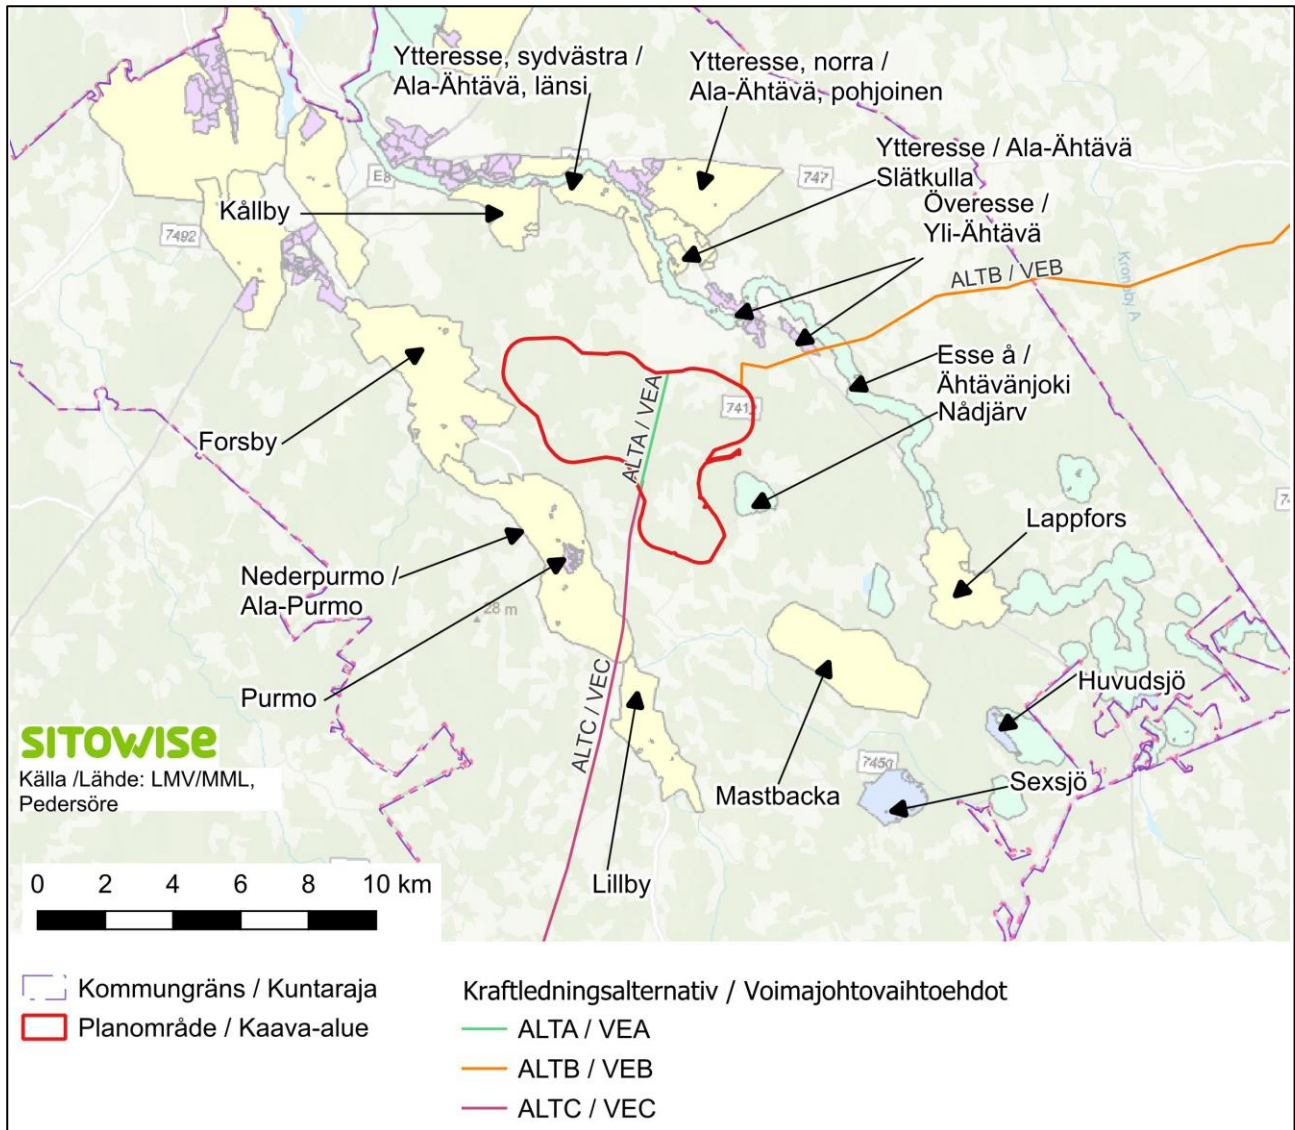 Ytteresse, sydvästra /
Ala-Ähtävä, länsi
Ytteresse, norra /
Ala-Ähtävä, pohjoinen
Ytteresse / Ala-Ähtävä
Slätkulla
Överesse /
Yli-Ähtävä
E8
747
Kållby
7492
Kronoby Å
ALTB / VEB
Esse å /
Ähtävänjoki
Nådjärv
7412
ALTA / VEA
Forsby
Lappfors
Nederpurmo /
Ala-Purmo
28 m
Purmo
ALTC / VEC
Huvudsjö
Sexsjö
7450
Mastbacka
Lillby
SITOWISE
Källa /Lähde: LMV/MML,
Pedersöre
0 2 4 6 8 10 km
Kommungräns / Kuntaraja
Planområde / Kaava-alue
Kraftledningsalternativ / Voimajohtovaihtoehdot
ALTA / VEA
ALTB / VEB
ALTC / VEC